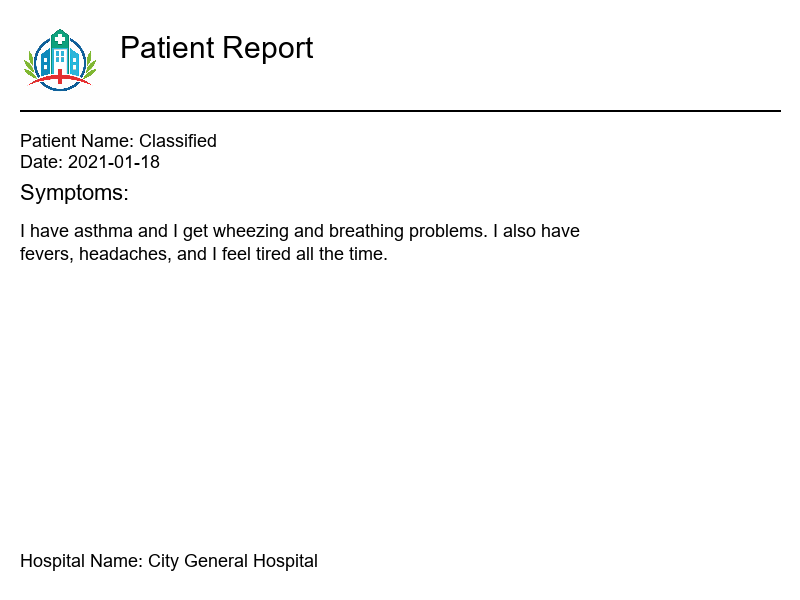 Patient Report
Patient Name: Classified
Date: 2021-01-18
Symptoms:
I have asthma and I get wheezing and breathing problems. I also have
fevers, headaches, and I feel tired all the time.
Hospital Name: City General Hospital